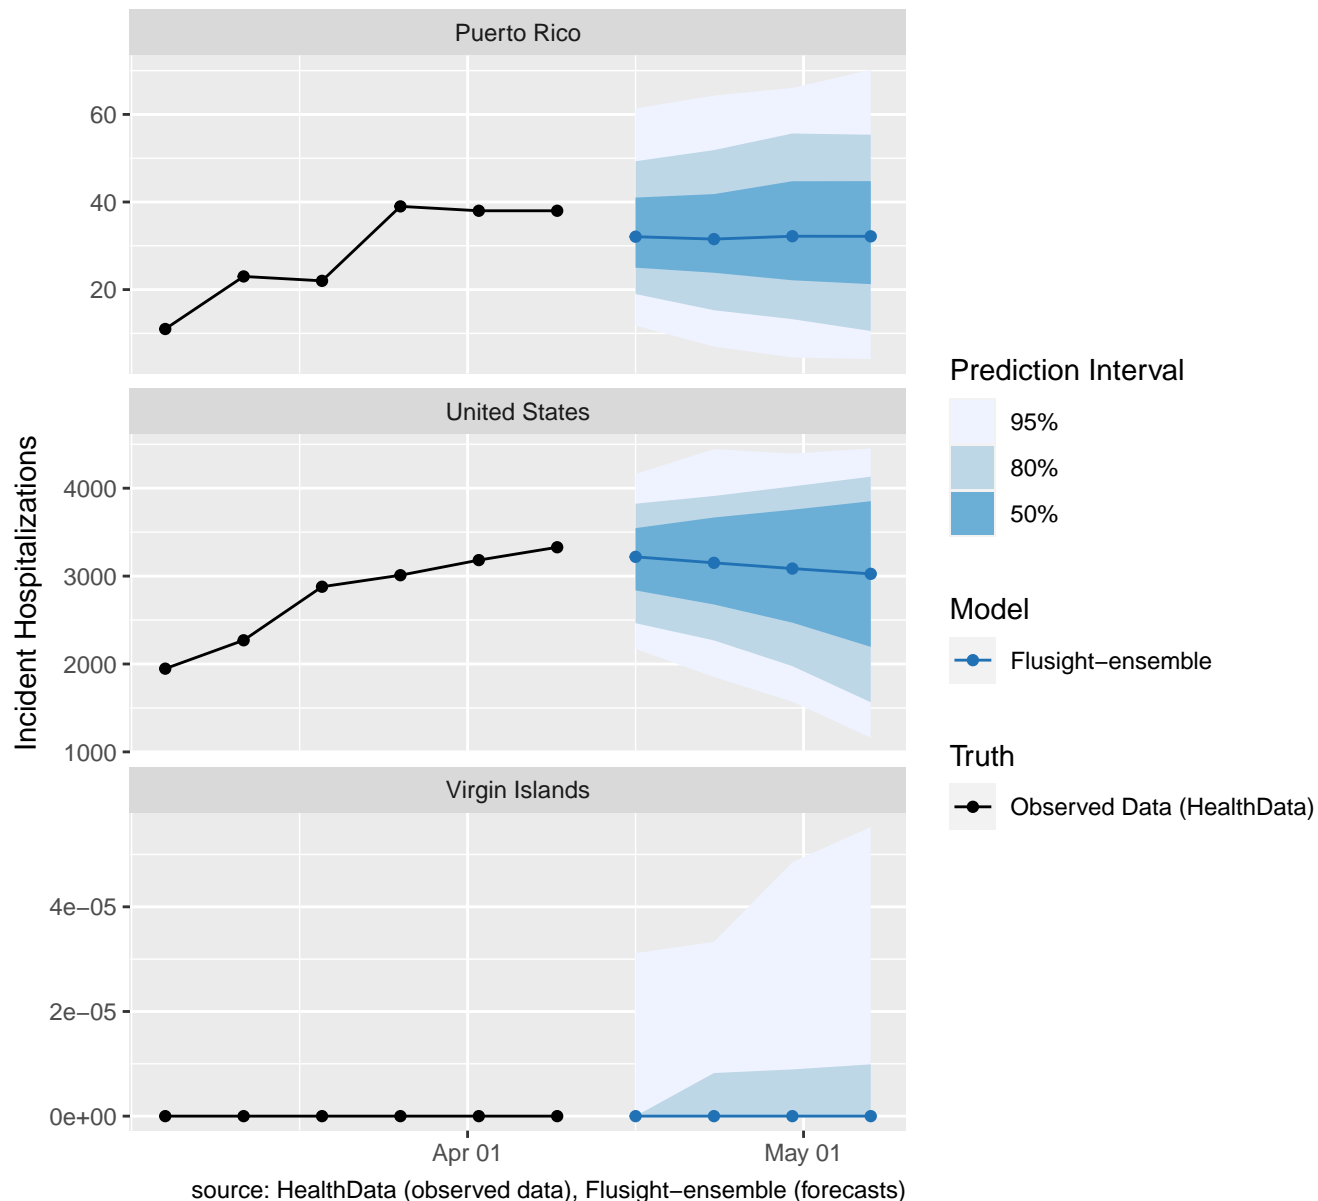 Puerto Rico
60
40
20
United States
4000
3000
2000
1000
Virgin Islands
4e−05
2e−05
0e+00
Apr 01
May 01
Incident Hospitalizations
source: HealthData (observed data), Flusight−ensemble (forecasts)
Prediction Interval
95%
80%
50%
Model
Flusight−ensemble
Truth
Observed Data (HealthData)